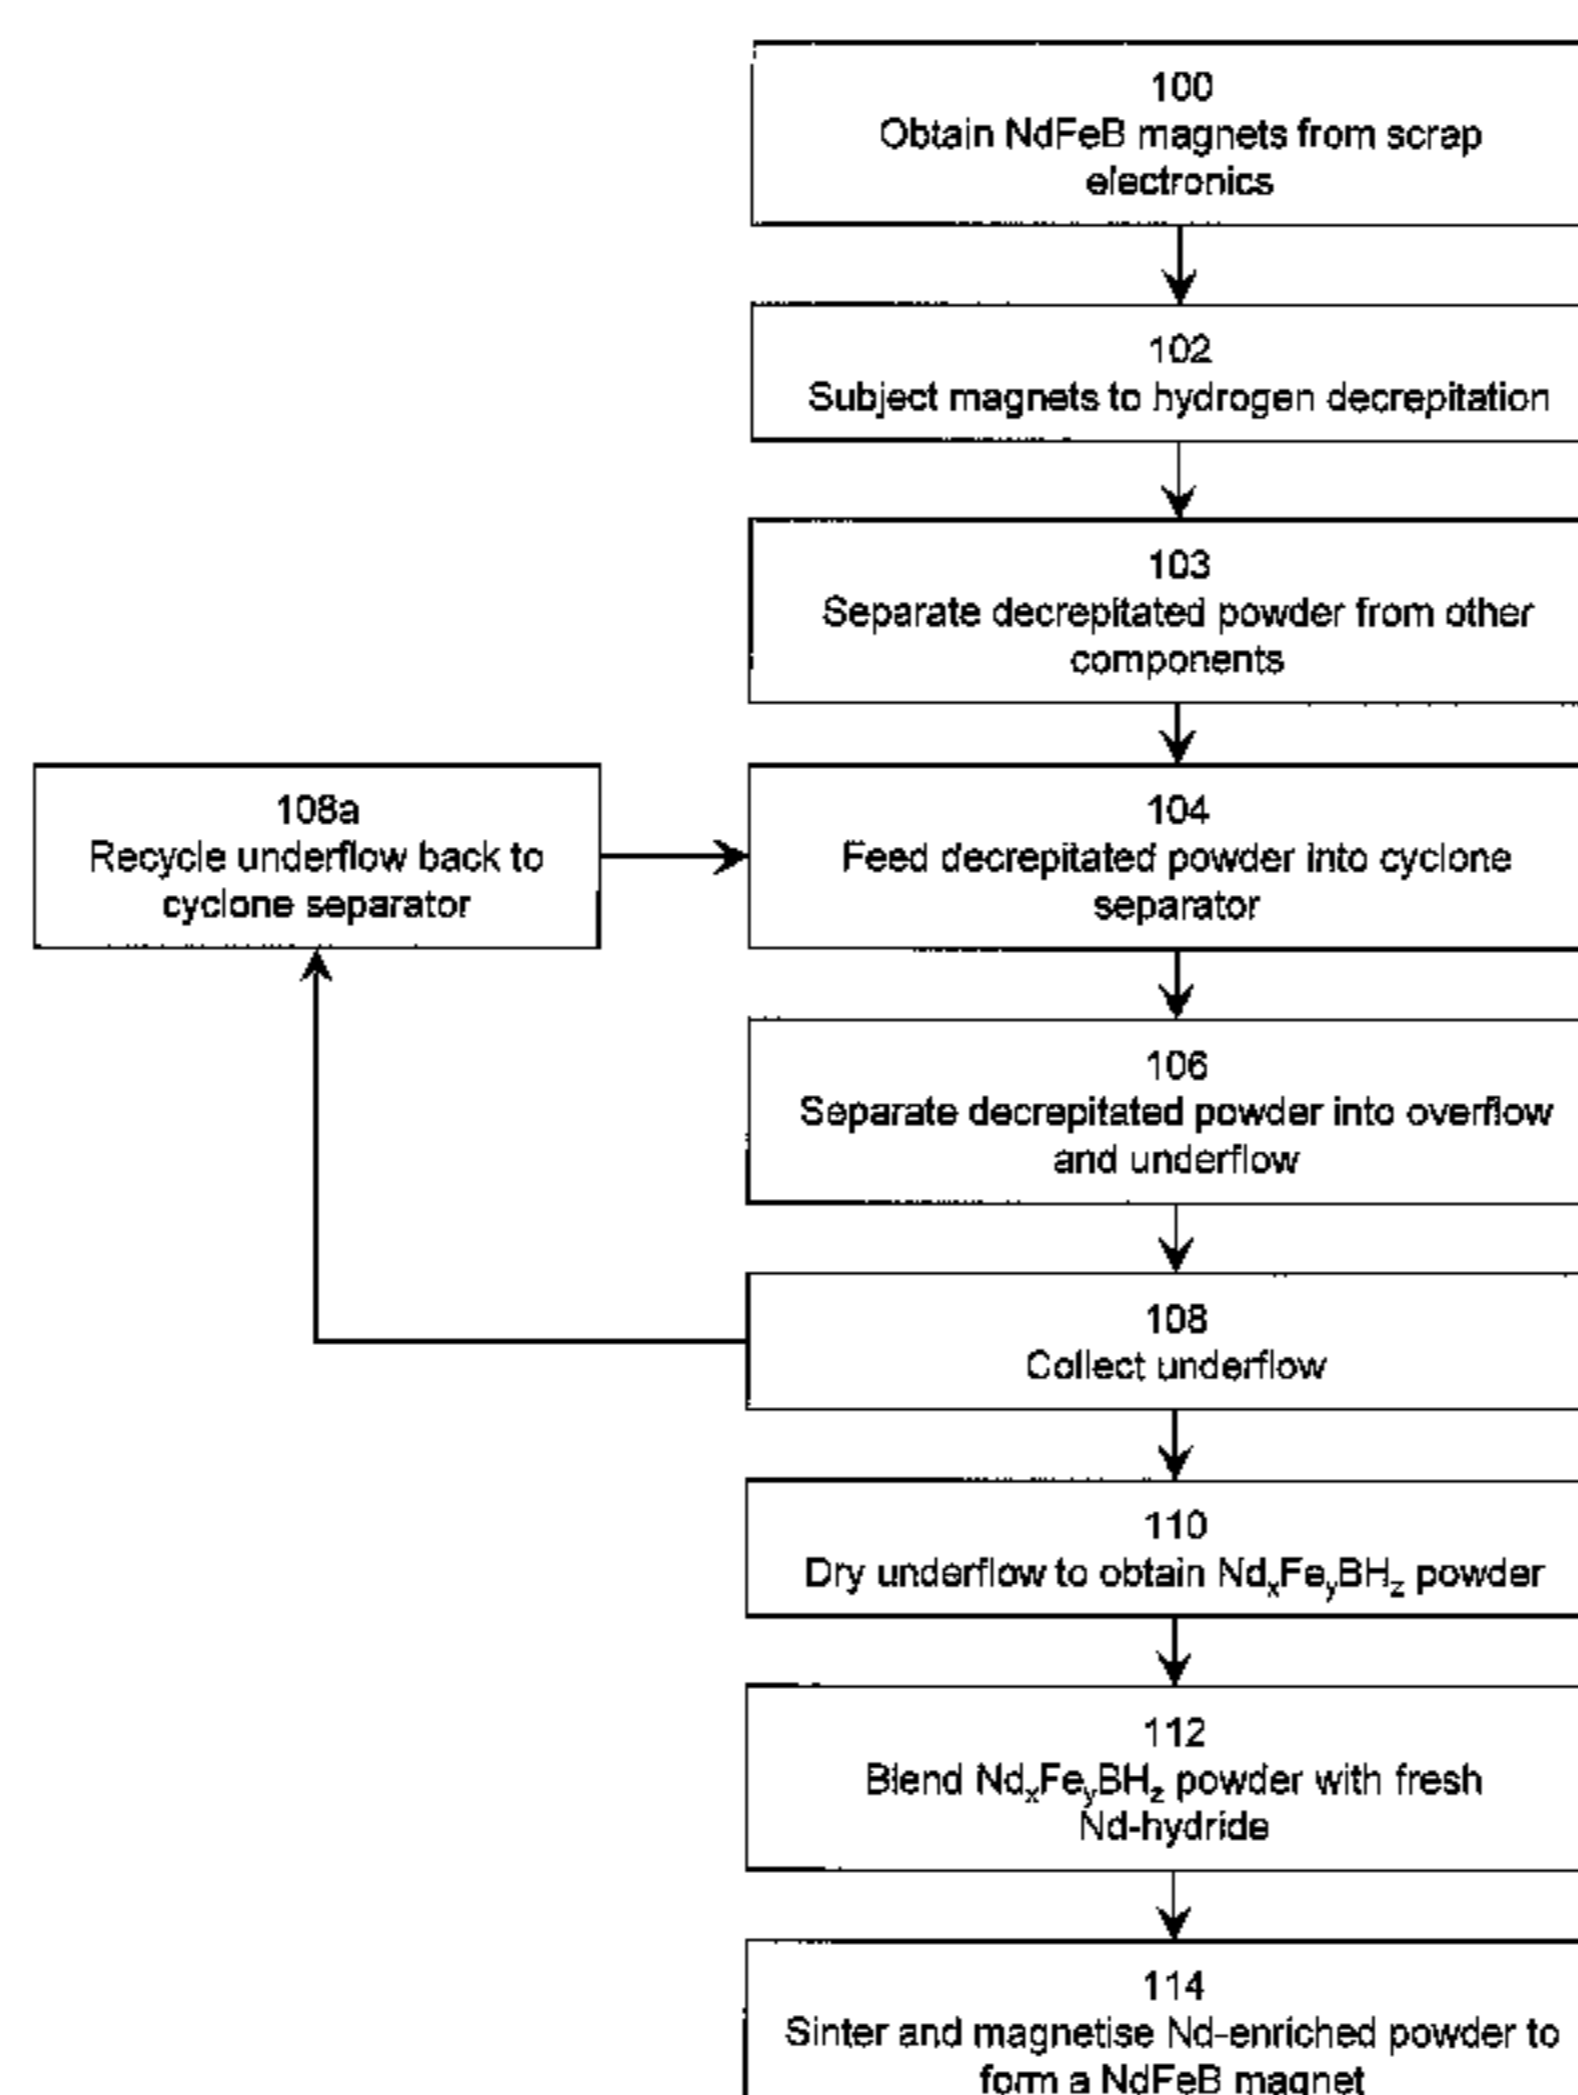 100
Obtain NdFeB magnets from scrap
electronics
102
Subject magnets to hydrogen decrepitation
103
Separate decrepitated powder from other
components
108a
Recycle underflow back to
cyclone separator
104
Feed decrepitated powder into cyclone
separator
106
Separate decrepitated powder into overflow
and underflow
108
Collect underflow
110
Dry underflow to obtain NdₓFeᵧBH₂ powder
112
Blend NdₓFeᵧBH₂ powder with fresh
Nd-hydride
114
Sinter and magnetise Nd-enriched powder to
form a NdFeB magnet